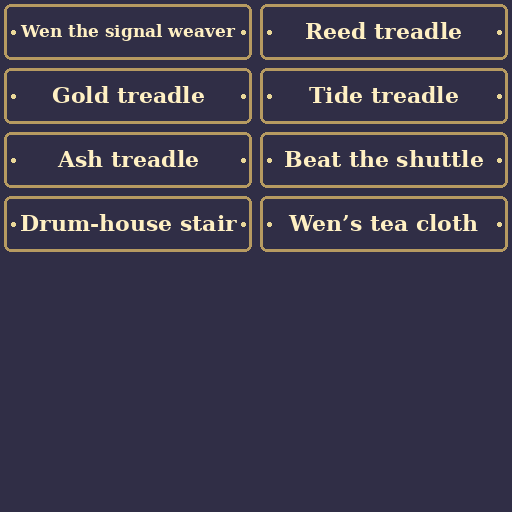 Wen the signal weaver
Reed treadle
Gold treadle
Tide treadle
Ash treadle
Beat the shuttle
Drum-house stair
Wen’s tea cloth